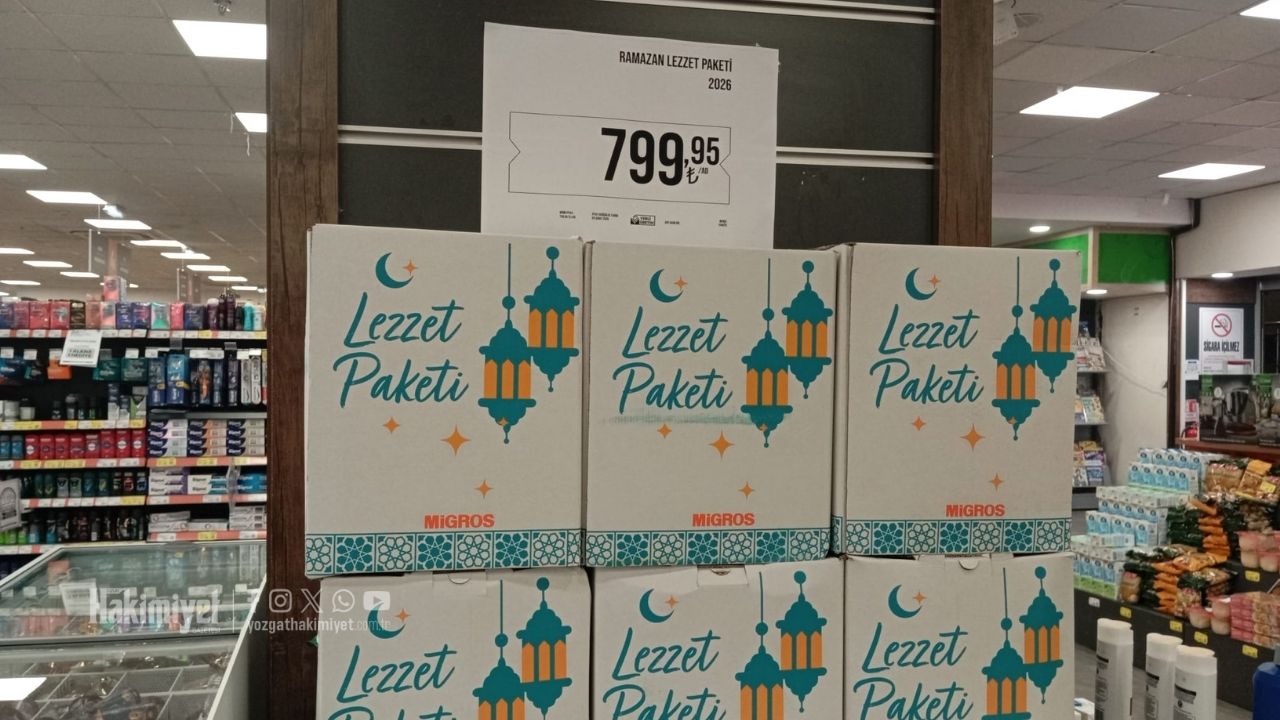 RAMAZAN LEZZET PAKETİ
2026
799,95
₺/AD
Lezzet
Paketi
MiGROS
Lezzet
Paketi
MiGROS
Lezzet
Paketi
MiGROS
Lezzet
Paketi
Lezzet
Paketi
Lezzet
Paketi
SİGARA İÇİLMEZ
Hakimiyet
yozgathakimiyet.com.tr